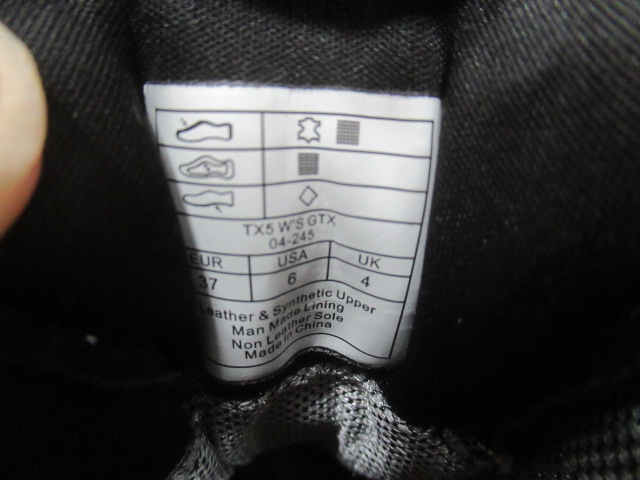 TX5 W'S GTX
04-245
EUR USA UK
37 6 4
Leather & Synthetic Upper
Man Made Lining
Non Leather Sole
Made in China